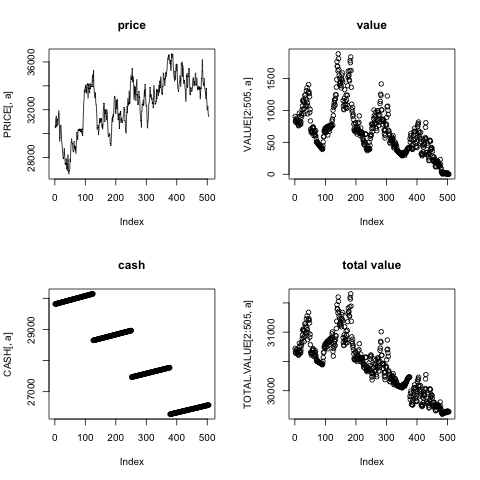 price
PRICE[, a]
28000 32000 36000
0 100 200 300 400 500
Index
value
VALUE[2:505, a]
0 500 1000 1500
0 100 200 300 400 500
Index
cash
CASH[, a]
27000 29000
0 100 200 300 400 500
Index
total value
TOTAL.VALUE[2:505, a]
30000 31000
0 100 200 300 400 500
Index